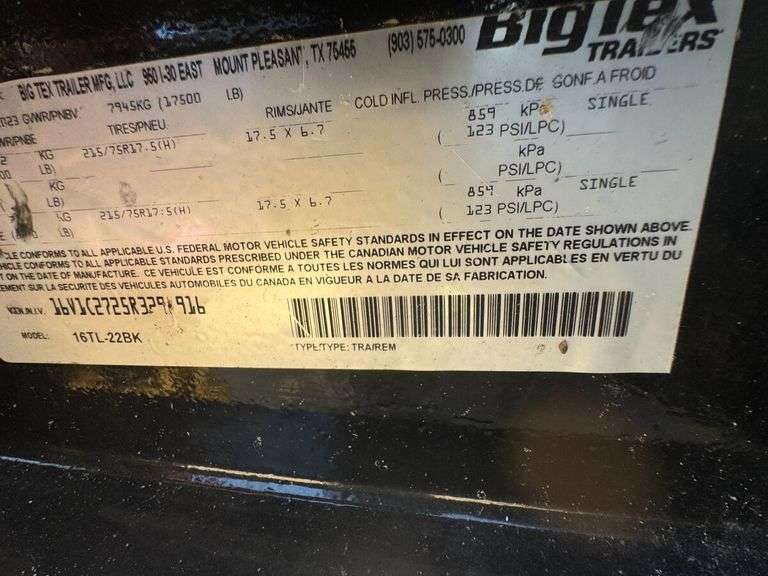 BigTex
TRAILERS
BIG TEX TRAILER MFG, LLC 950 I-30 EAST MOUNT PLEASANT, TX 75455 (903) 575-0300
GVWR/PNBV: 7945KG (17500 LB)
TIRES/PNEU. RIMS/JANTE COLD INFL. PRESS./PRESS.DE GONF.A FROID
KG 215/75R17.5(H) 17.5 X 6.7 859 kPa SINGLE
LB) ( 123 PSI/LPC)
KG kPa
LB) ( PSI/LPC)
KG 215/75R17.5(H) 17.5 X 6.7 859 kPa SINGLE
LB) ( 123 PSI/LPC)
CONFORMS TO ALL APPLICABLE U.S. FEDERAL MOTOR VEHICLE SAFETY STANDARDS IN EFFECT ON THE DATE SHOWN ABOVE.
CONFORMS TO ALL APPLICABLE STANDARDS PRESCRIBED UNDER THE CANADIAN MOTOR VEHICLE SAFETY REGULATIONS IN
ON THE DATE OF MANUFACTURE. CE VEHICULE EST CONFORME A TOUTES LES NORMES QUI LUI SONT APPLICABLES EN VERTU DU
SUR LA SECURITE DES VEHICULES AUTOMOBILES DU CANADA EN VIGUEUR A LA DATE DE SA FABRICATION.
V.I.N./N.I.V. 
MODEL: 16TL-22BK TYPE/TYPE: TRA/REM